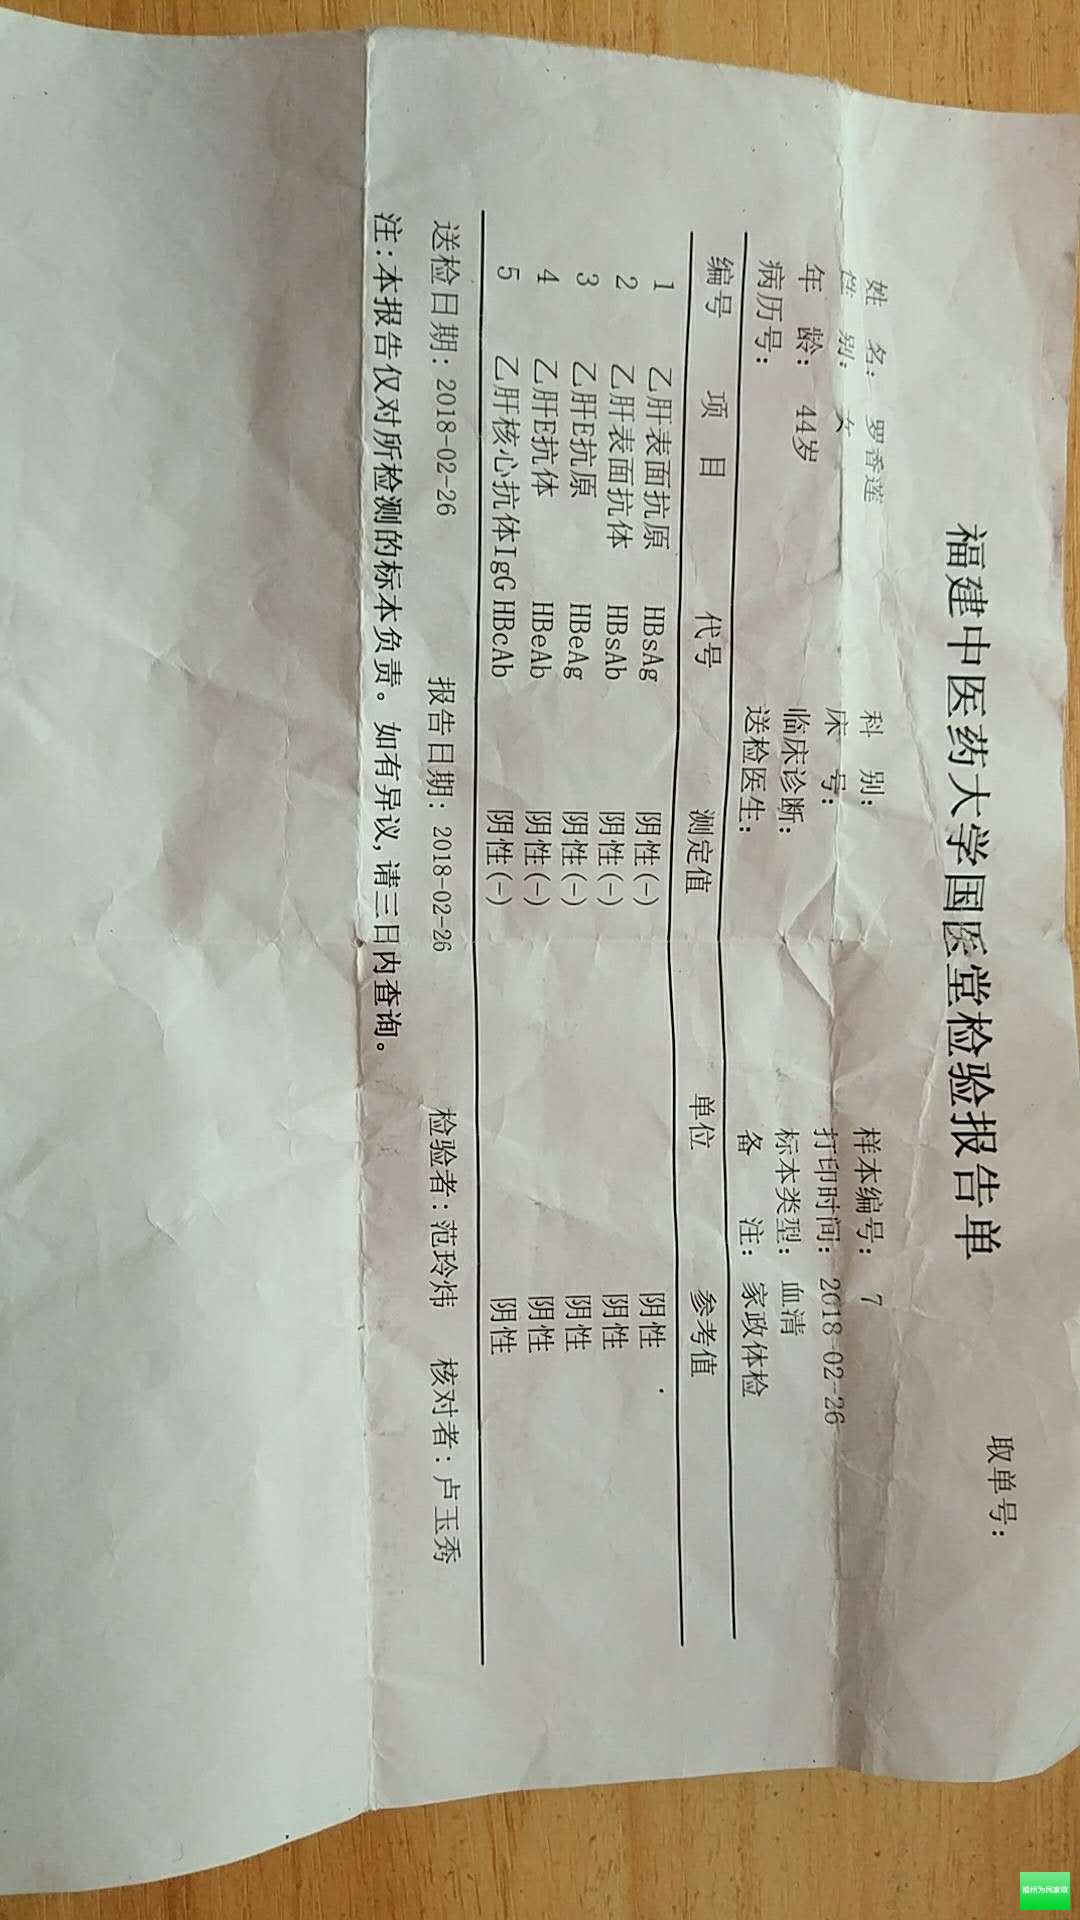 取单号:
福建中医药大学国医堂检验报告单
姓 名: 罗香莲 科 别: 样本编号: 7
性 别: 女 床 号: 打印时间: 2018-02-26
年 龄: 44岁 临床诊断: 标本类型: 血清
病历号: 送检医生: 备 注: 家政体检
编号 项 目 代号 测定值 单位 参考值
1 乙肝表面抗原 HBsAg 阴性(-) 阴性
2 乙肝表面抗体 HBsAb 阴性(-) 阴性
3 乙肝E抗原 HBeAg 阴性(-) 阴性
4 乙肝E抗体 HBeAb 阴性(-) 阴性
5 乙肝核心抗体IgG HBcAb 阴性(-) 阴性
送检日期: 2018-02-26 报告日期: 2018-02-26 检验者: 范玲炜 核对者: 卢玉秀
注:本报告仅对所检测的标本负责。如有异议,请三日内查询。
福州为民家政